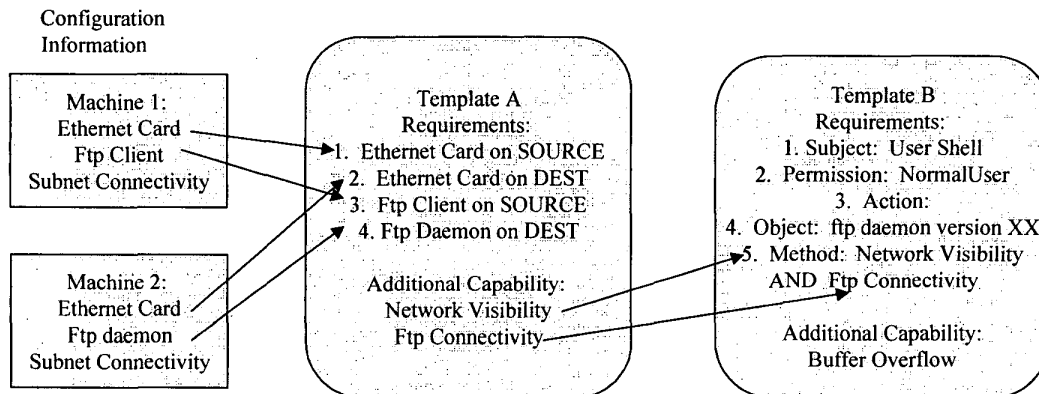 Configuration
Information
Machine 1:
Ethernet Card
Ftp Client
Subnet Connectivity
Machine 2:
Ethernet Card
Ftp daemon
Subnet Connectivity
Template A
Requirements:
1. Ethernet Card on SOURCE
2. Ethernet Card on DEST
3. Ftp Client on SOURCE
4. Ftp Daemon on DEST
Additional Capability:
Network Visibility
Ftp Connectivity
Template B
Requirements:
1. Subject: User Shell
2. Permission: NormalUser
3. Action:
4. Object: ftp daemon version XX
5. Method: Network Visibility
AND Ftp Connectivity
Additional Capability:
Buffer Overflow